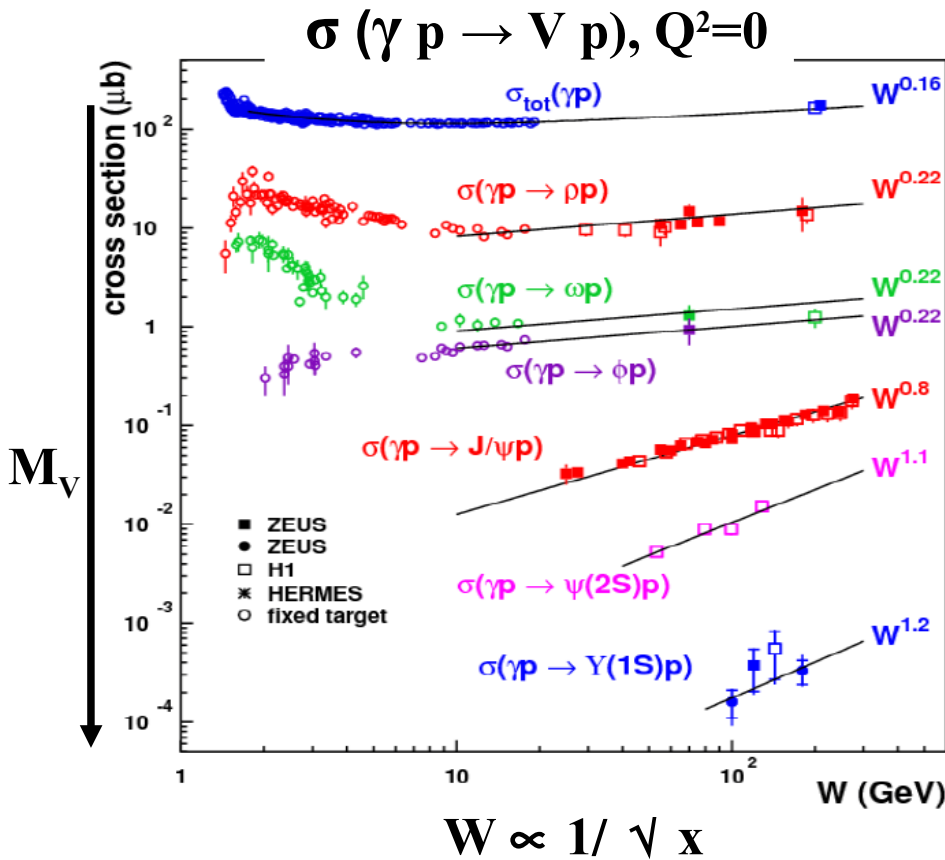 σ (γ p → V p), Q²=0
cross section (μb)
σtot(γp)
W^0.16
10²
σ(γp → ρp)
W^0.22
10
σ(γp → ωp)
W^0.22
1
W^0.22
σ(γp → ϕp)
W^0.8
10⁻¹
σ(γp → J/ψp)
M_V
W^1.1
10⁻²
ZEUS
ZEUS
H1
HERMES
fixed target
σ(γp → ψ(2S)p)
10⁻³
W^1.2
σ(γp → Υ(1S)p)
10⁻⁴
1 10 10²
W (GeV)
W ∝ 1/ √ x